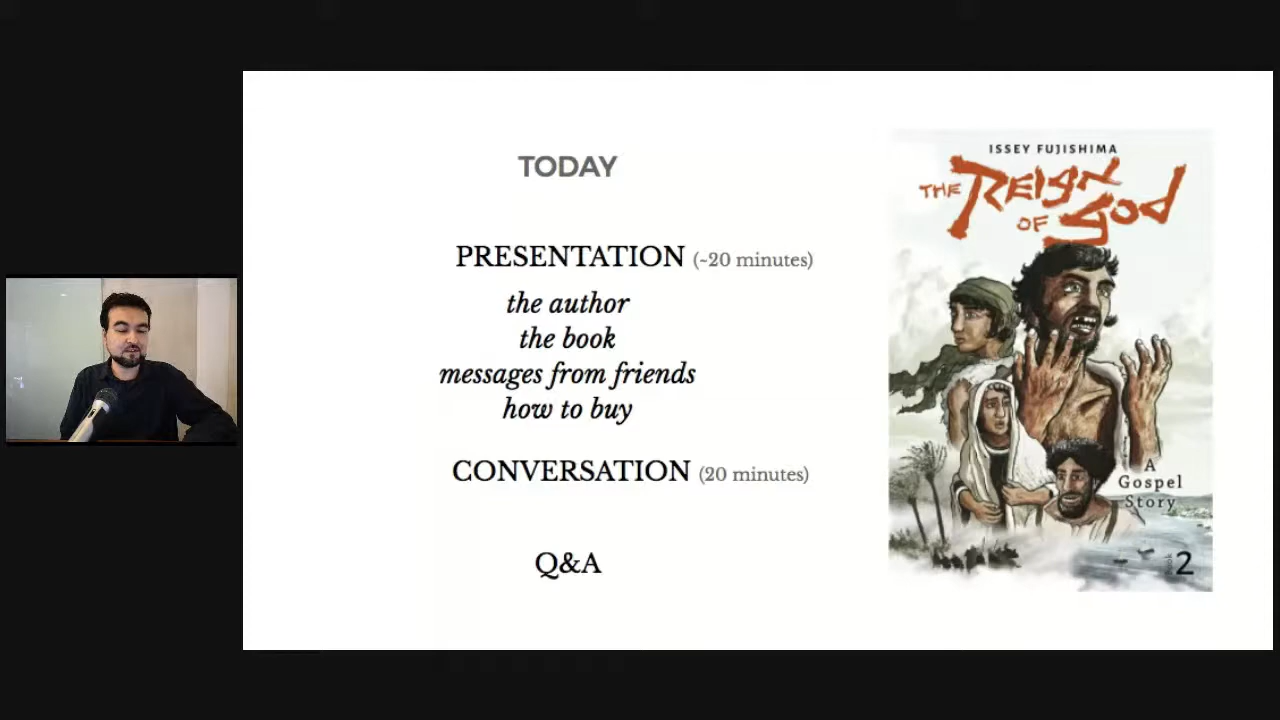 TODAY
PRESENTATION (~20 minutes)
the author
the book
messages from friends
how to buy
CONVERSATION (20 minutes)
Q&A
ISSEY FUJISHIMA
THE REIgN
OF god
A
Gospel
Story
2